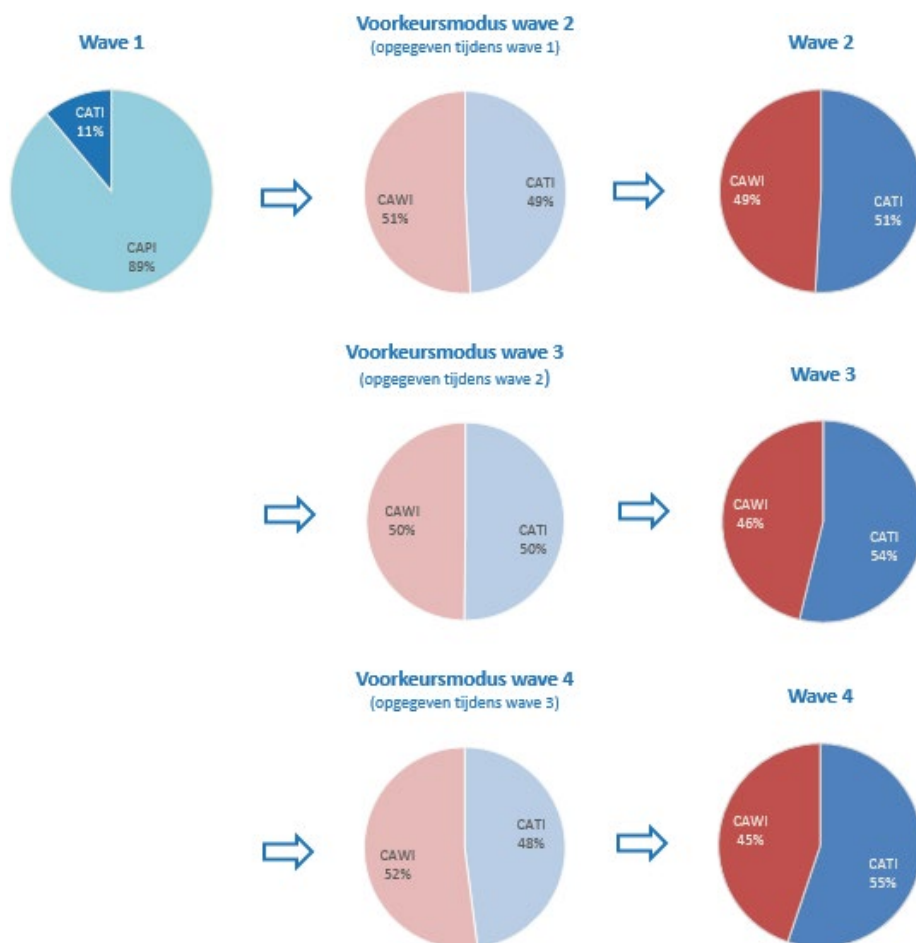 Wave 1
CATI
11%
CAPI
89%
Voorkeursmodus wave 2
(opgegeven tijdens wave 1)
CAWI
51%
CATI
49%
Wave 2
CAWI
49%
CATI
51%
Voorkeursmodus wave 3
(opgegeven tijdens wave 2)
CAWI
50%
CATI
50%
Wave 3
CAWI
46%
CATI
54%
Voorkeursmodus wave 4
(opgegeven tijdens wave 3)
CATI
48%
CAWI
52%
Wave 4
CAWI
45%
CATI
55%